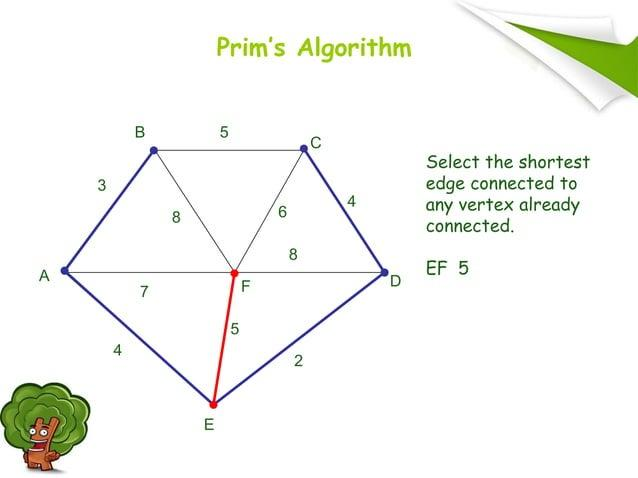 Prim's Algorithm
B
5
C
Select the shortest
edge connected to
any vertex already
connected.
3
4
8
6
8
EF 5
A
7
F
D
5
4
2
E